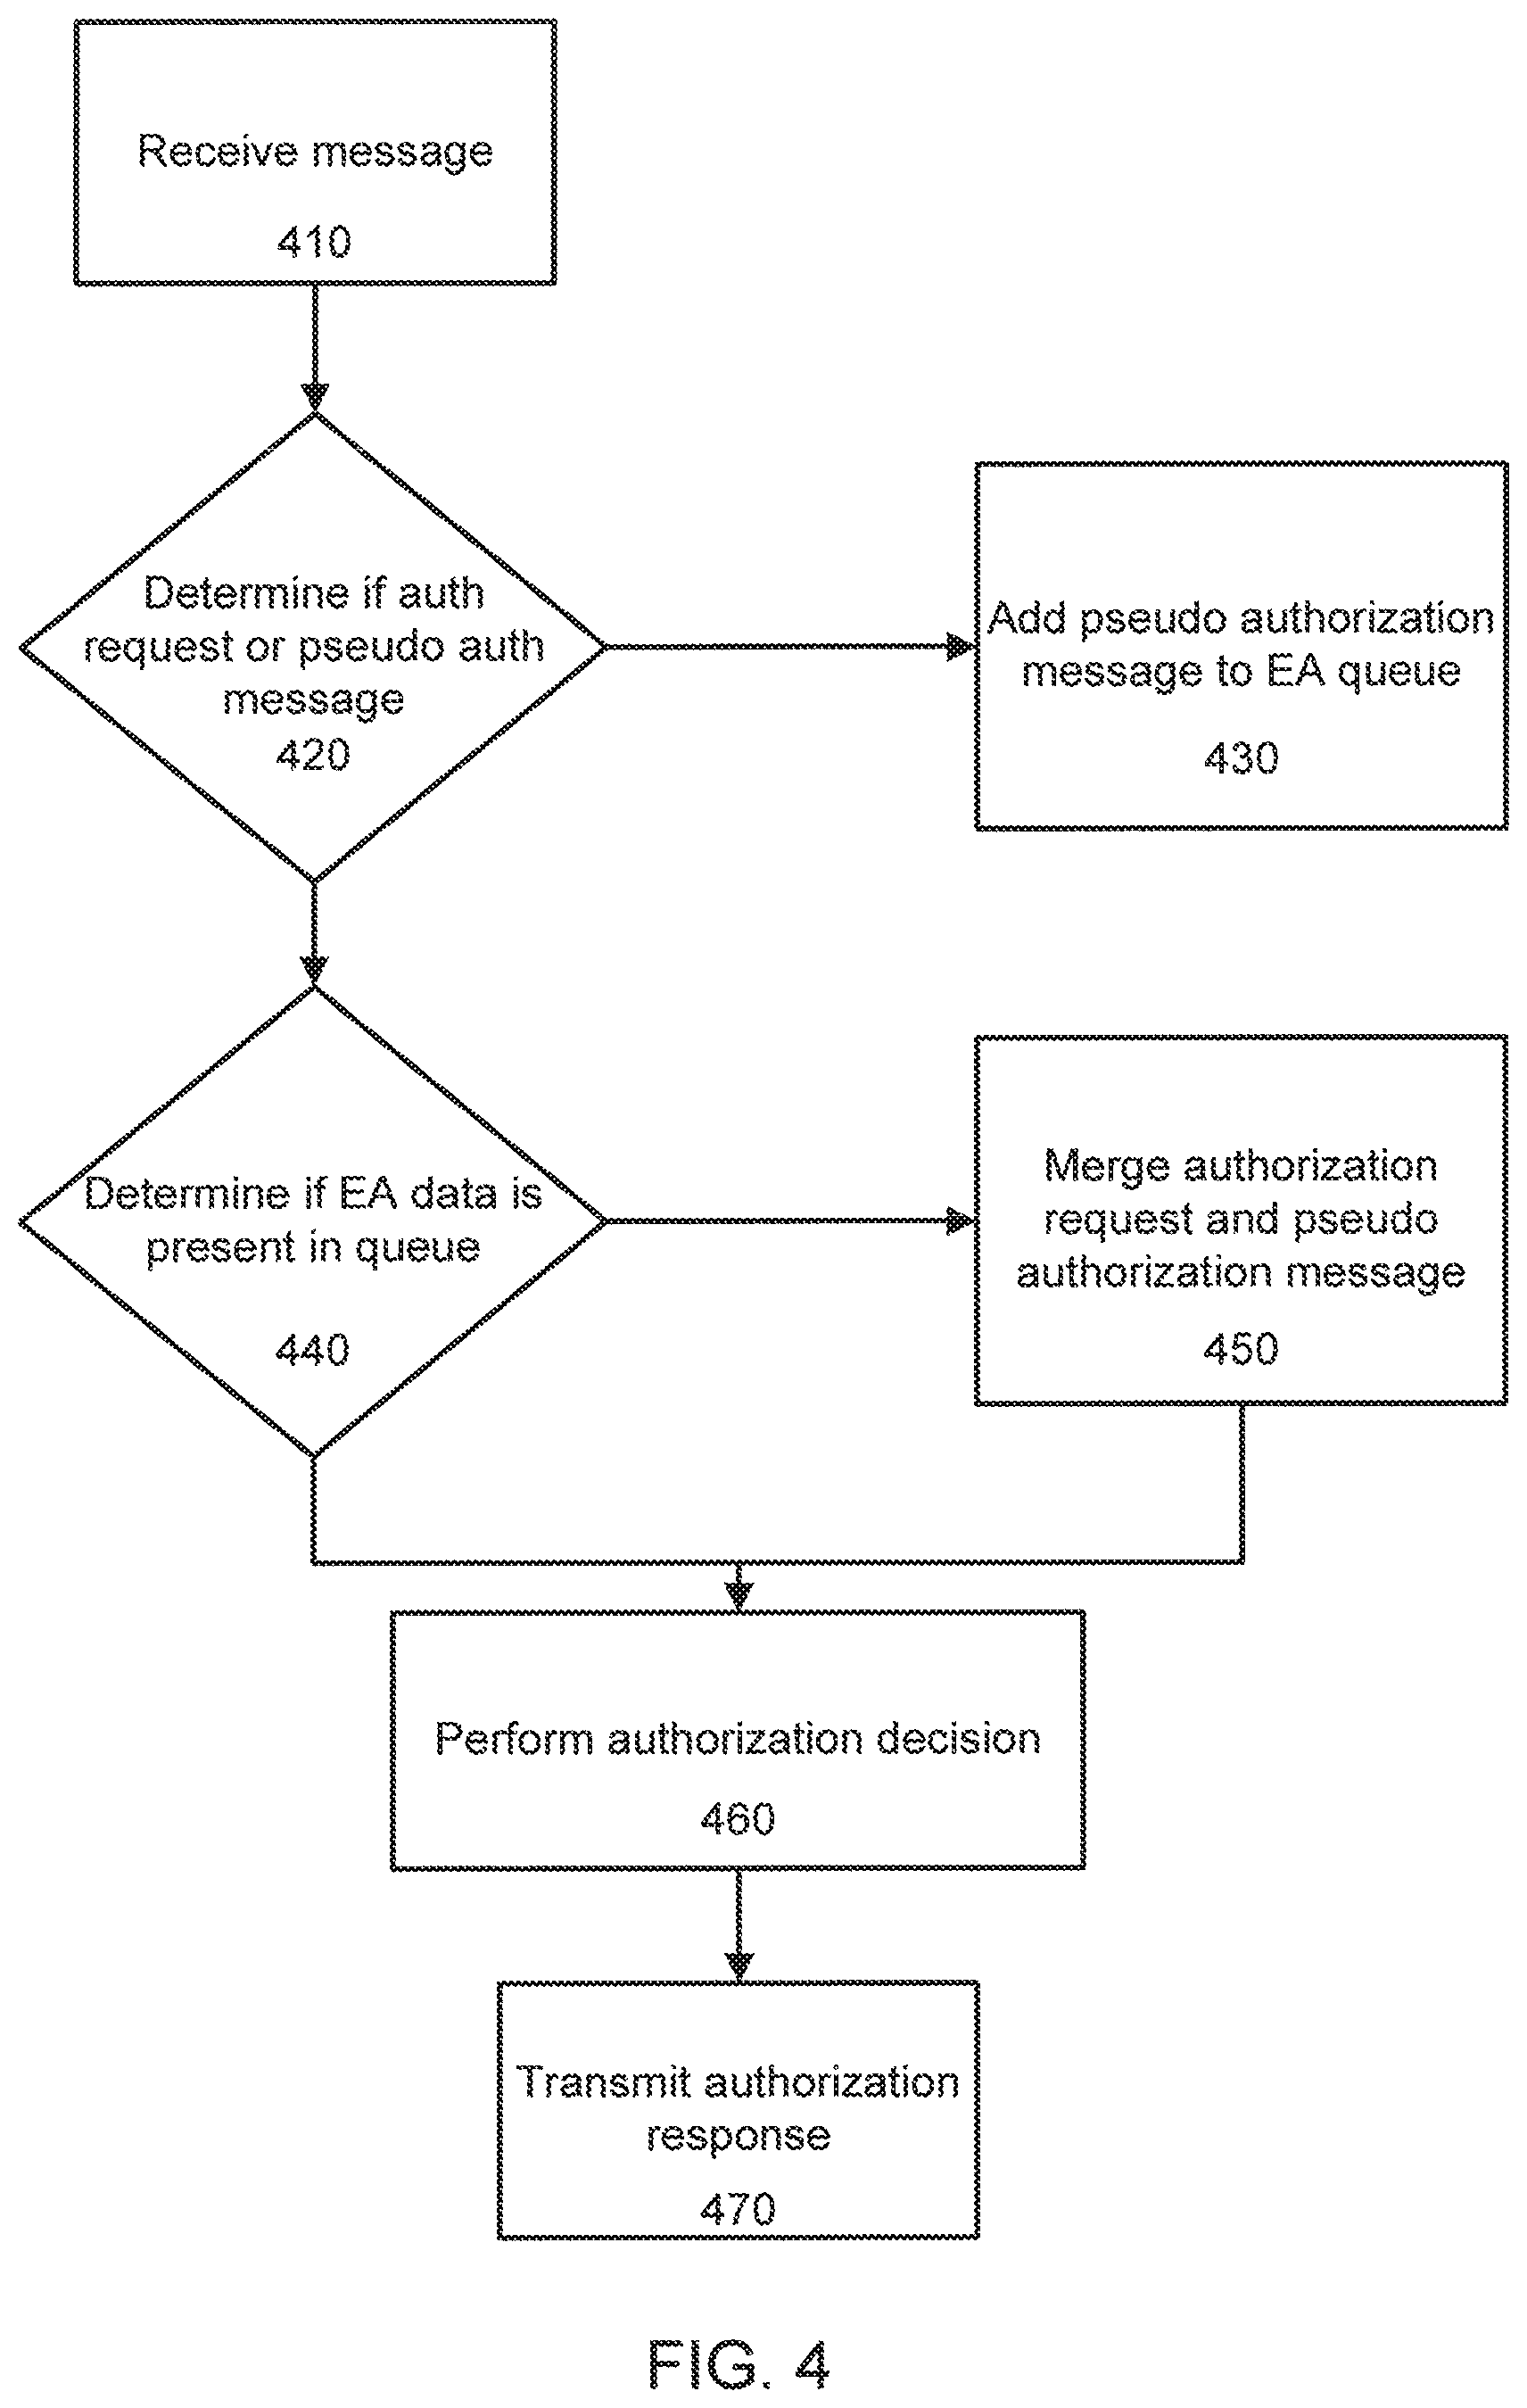 Receive message
410
Determine if auth
request or pseudo auth
message
420
Add pseudo authorization
message to EA queue
430
Determine if EA data is
present in queue
440
Merge authorization
request and pseudo
authorization message
450
Perform authorization decision
460
Transmit authorization
response
470
FIG. 4